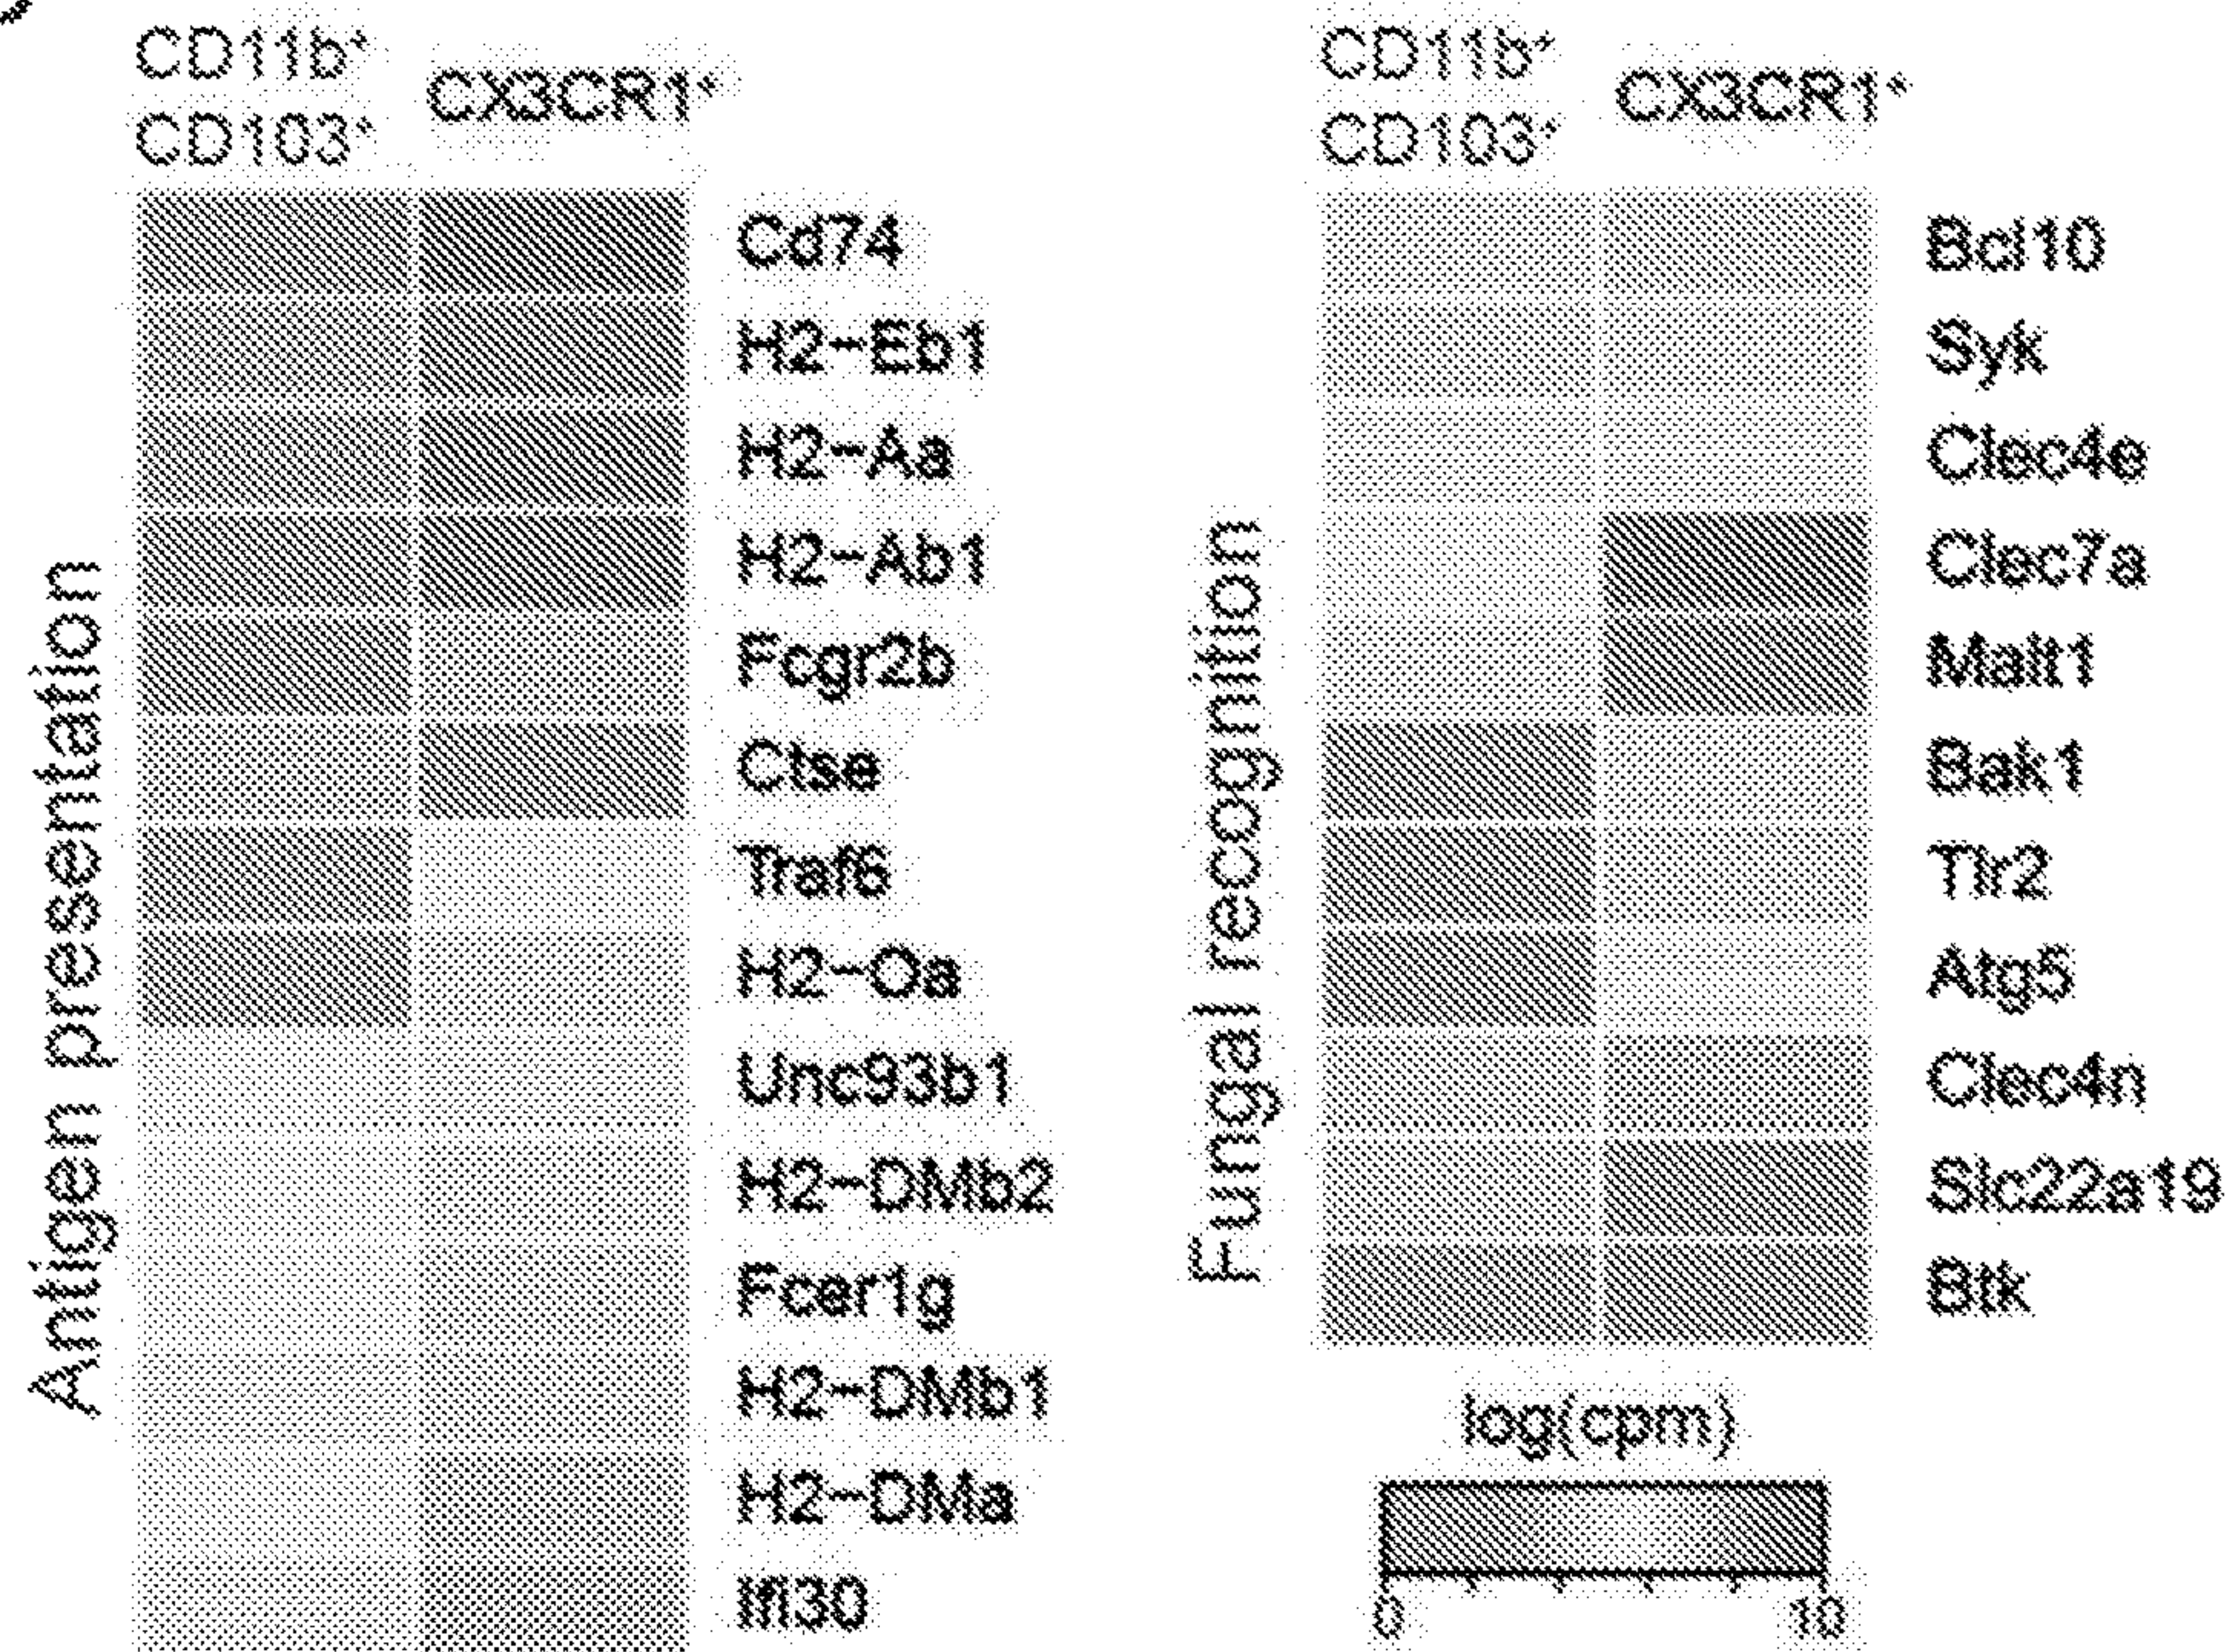 CD11b+
CD103+
CX3CR1+
Antigen presentation
Cd74
H2-Eb1
H2-Aa
H2-Ab1
Fcgr2b
Ctse
Traf6
H2-Oa
Unc93b1
H2-DMb2
Fcer1g
H2-DMb1
H2-DMa
Ifi30
CD11b+
CD103+
CX3CR1+
Fungal recognition
Bcl10
Syk
Clec4e
Clec7a
Malt1
Bak1
Tlr2
Atg5
Clec4n
Slc22a19
Btk
log(cpm)
0 10